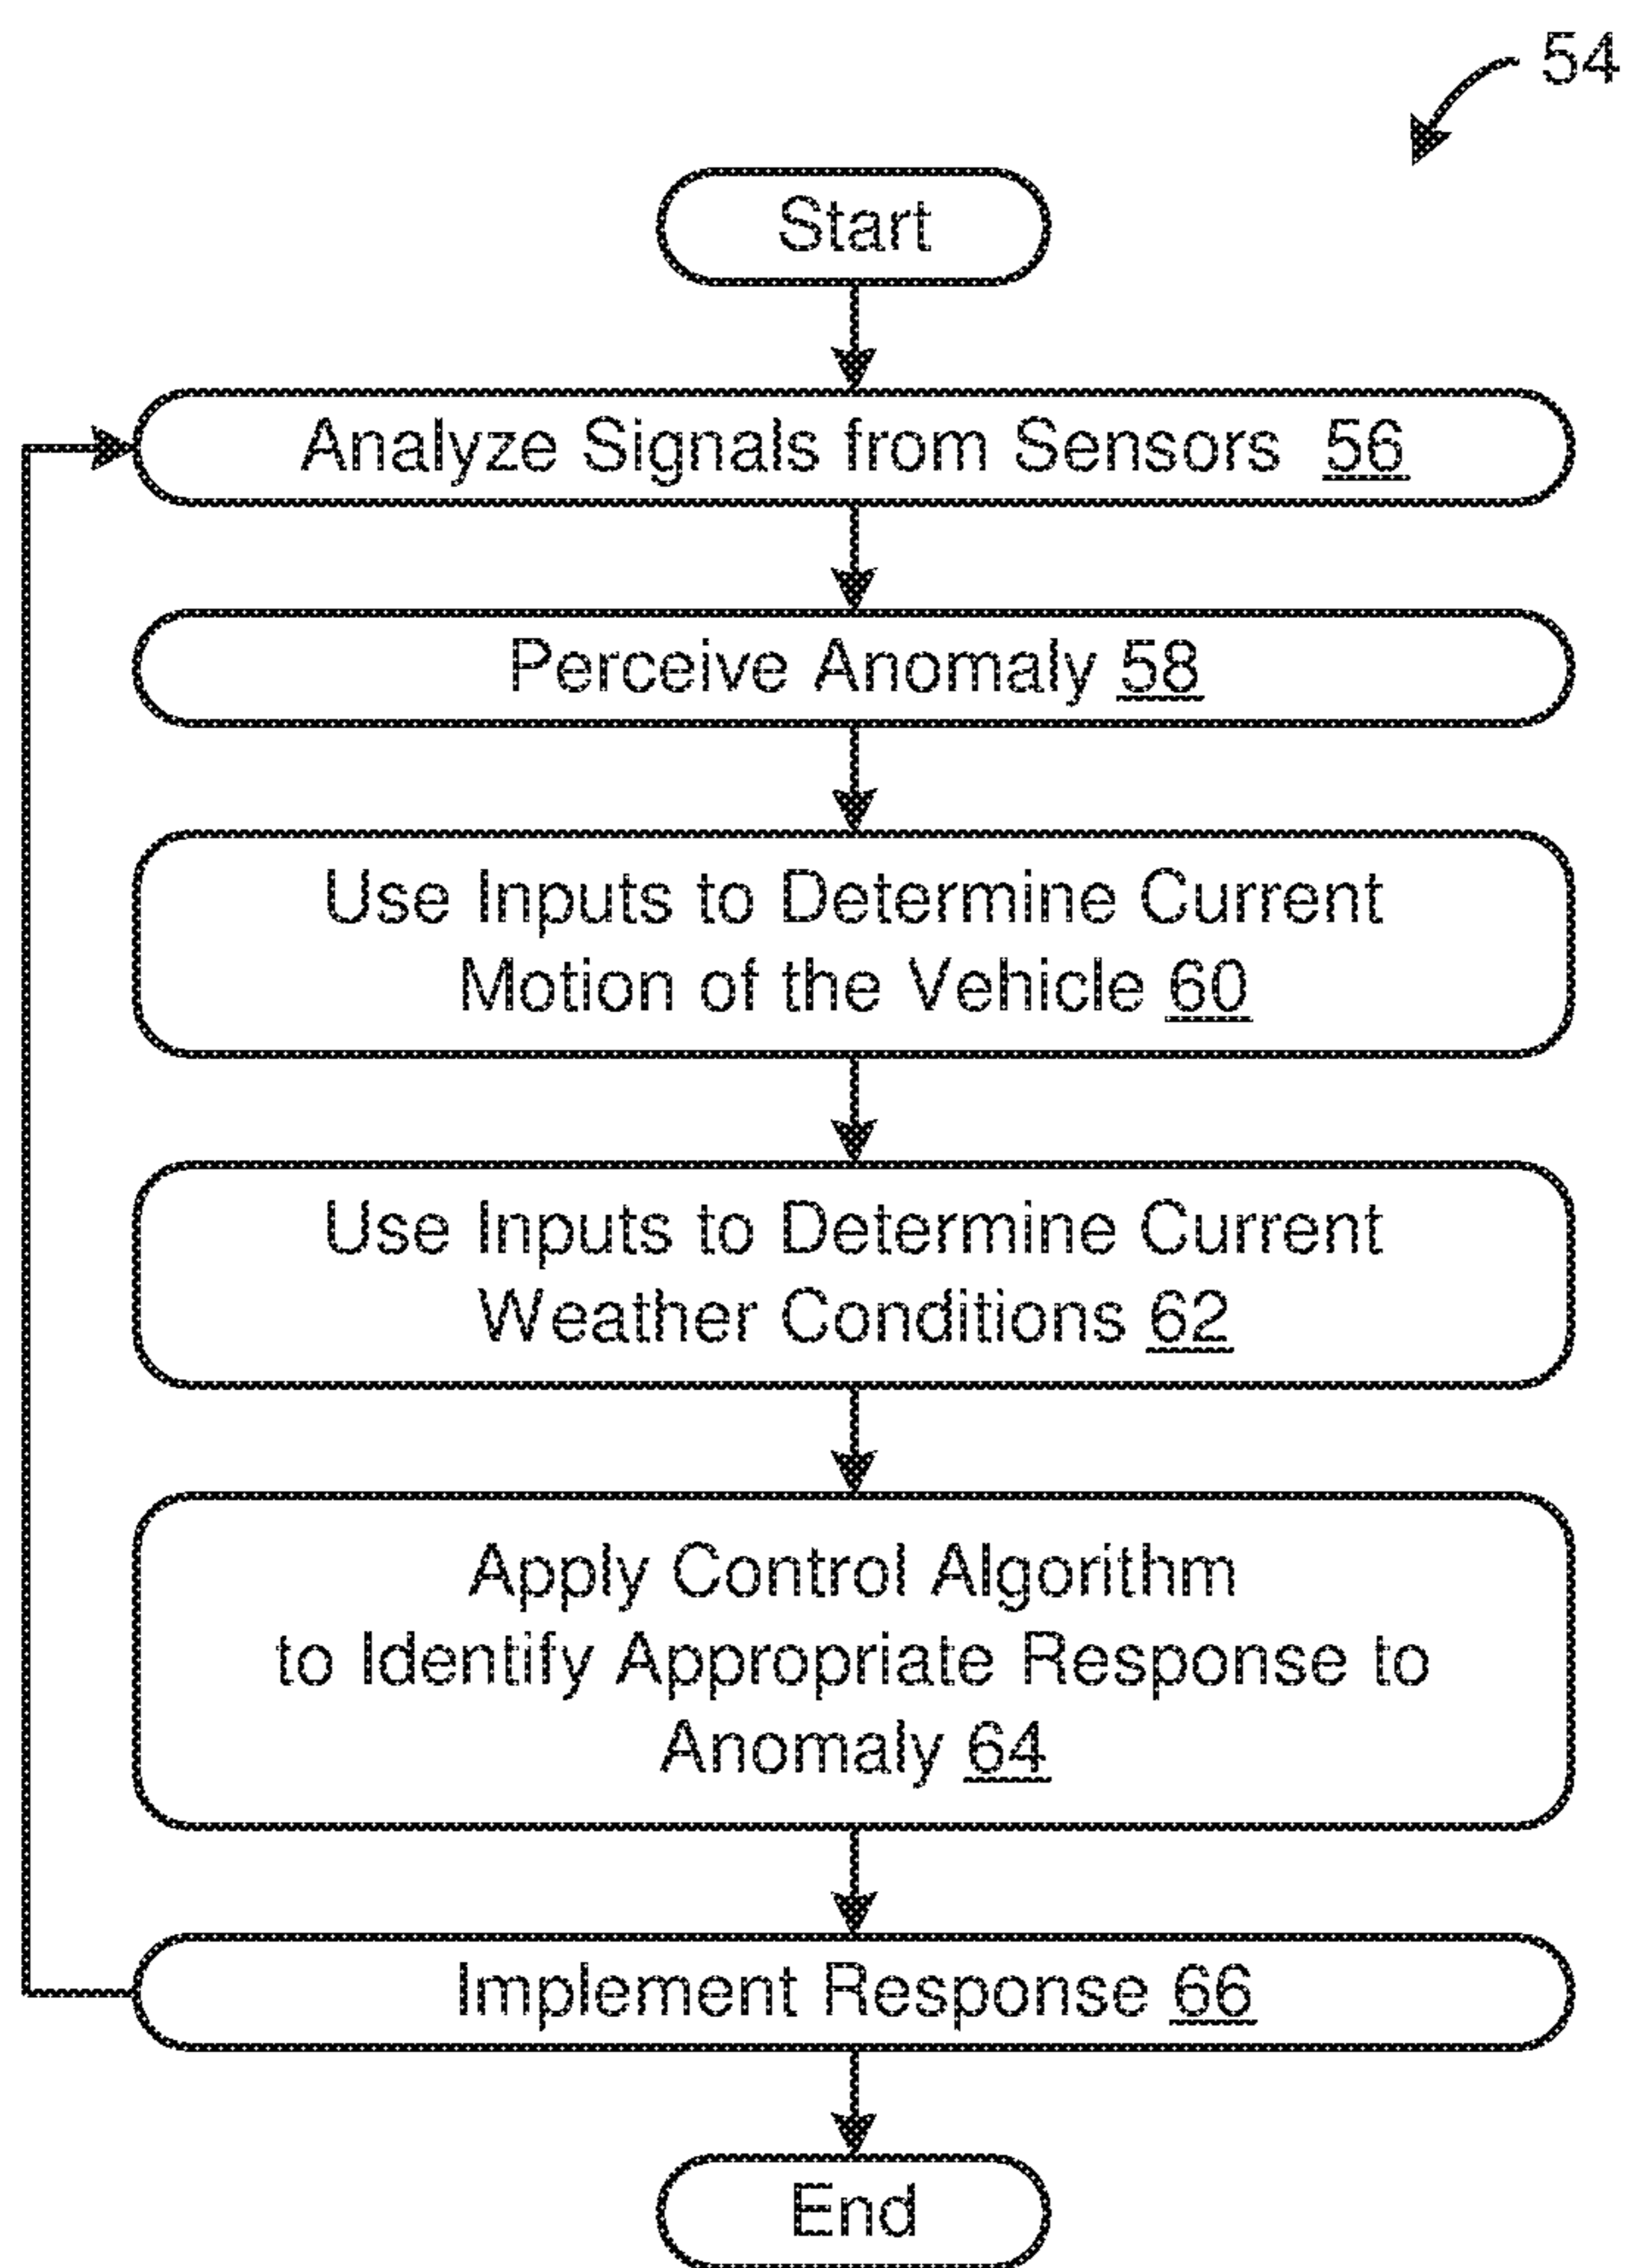 54
Start
Analyze Signals from Sensors 56
Perceive Anomaly 58
Use Inputs to Determine Current
Motion of the Vehicle 60
Use Inputs to Determine Current
Weather Conditions 62
Apply Control Algorithm
to Identify Appropriate Response to
Anomaly 64
Implement Response 66
End